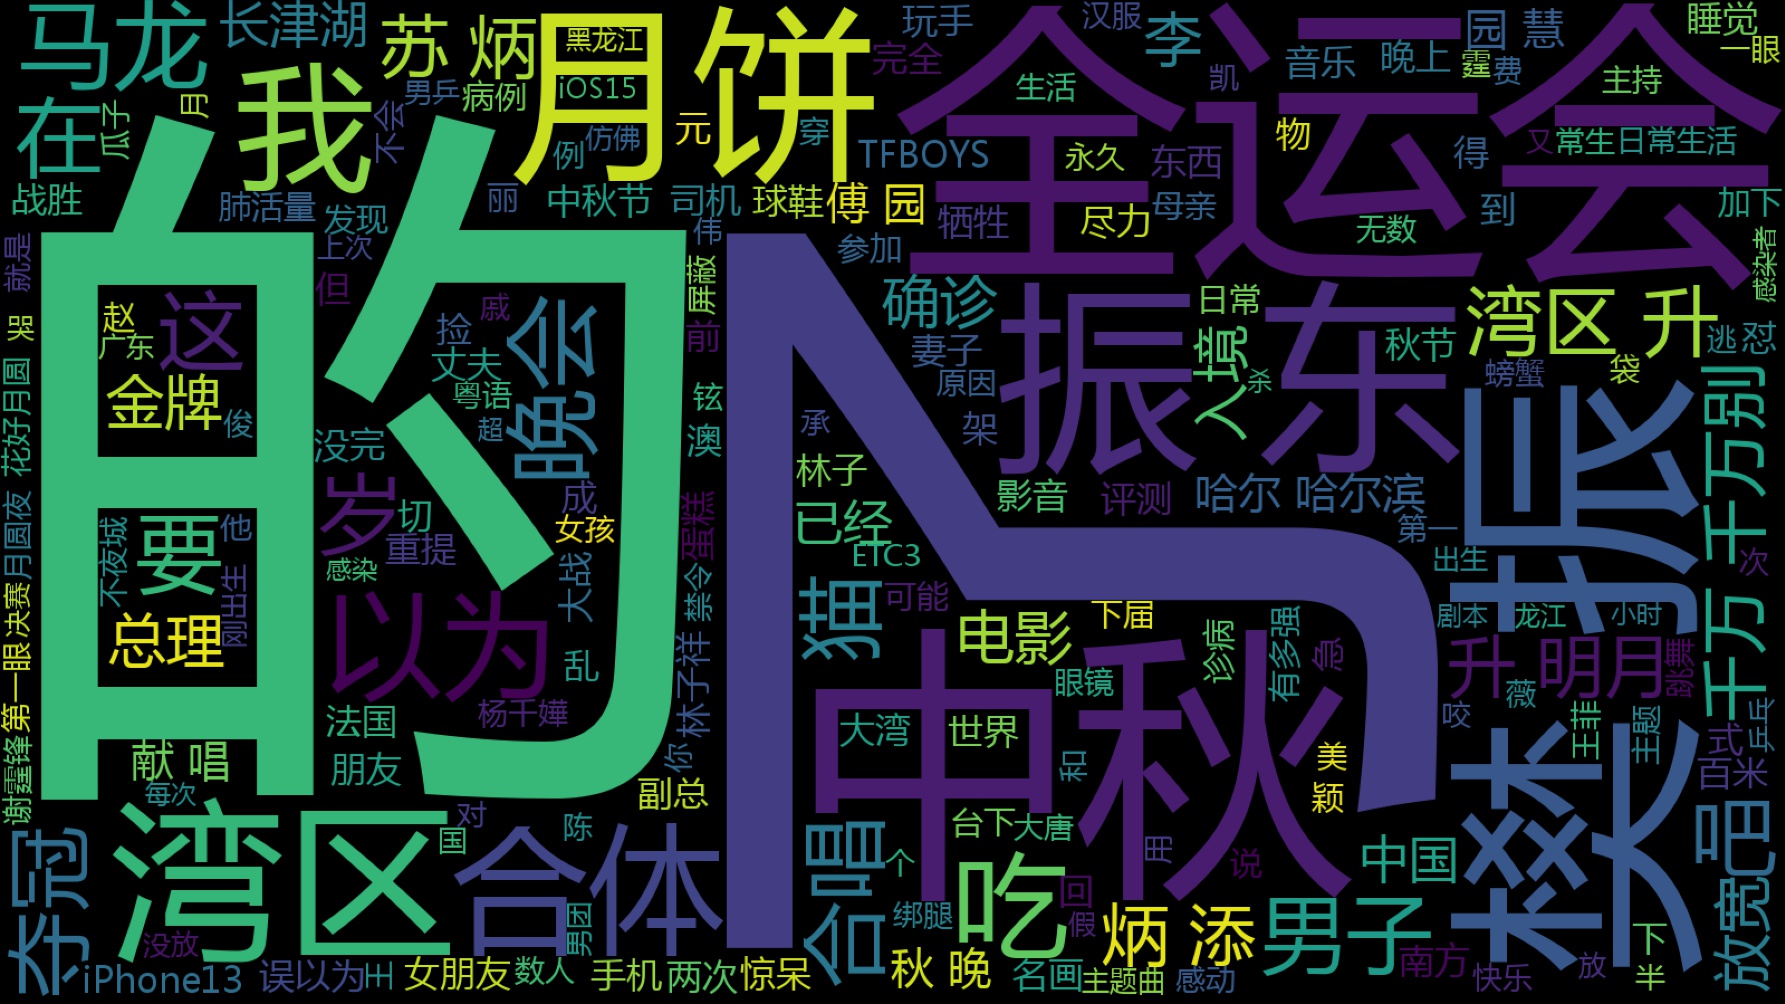 马龙
长津湖
苏 炳
黑龙江
月饼
玩手
汉服
全运会
李
园 慧
睡觉
一眼
完全
音乐
晚上
霆
费
凯
主持
在
瓜子
月
我
不会
男乒
病例
iOS15
仿佛
例
元
穿
TFBOYS
生活
永久
东西
物
得
又
常生
日常生活
战胜
肺活量
发现
丽
中秋节
司机
球鞋
傅 园
牺牲
尽力
母亲
无数
到
加下
感染者
就是
上次
但
的
伟
屏蔽
参加
确诊
振东
日常
湾区 升
哭
赵
广东
这
捡
戚
丈夫
粤语
晚会
前
妻子
原因
入境
秋节
螃蟹
袋
逃
怼
花好月圆
金牌
俊
没完
超
铉
澳
承
架
杀
千万 千万别
林子
影音
评测
哈尔 哈尔滨
樊振
月圆夜
不夜城
要
他
岁
切
重提
感染
成
女孩
大战
蛋糕
禁令
已经
ETC3
可能
第一
出生
次
决赛
刚出生
总理
以为
乱
林子祥
猫
电影
下届
诊病
有多强
急
剧本
龙江
小时
第一眼
法国
杨千嬅
你
眼镜
中秋
升 明月
跳舞
咬
薇
王菲
主题
乒乓
式
百米
谢霆锋
献 唱
朋友
每次
副总
大湾
世界
和
美
颖
夺冠
湾区
对
国
合体
陈
合唱
台下
大唐
个
吃
用
说
中国
放宽
吧
没放
男团
绑腿
回
假
炳 添
男子
南方
下
半
iPhone13
误以为
女朋友
数人
手机
两次
惊呆
秋 晚
名画
主题曲
感动
快乐
放